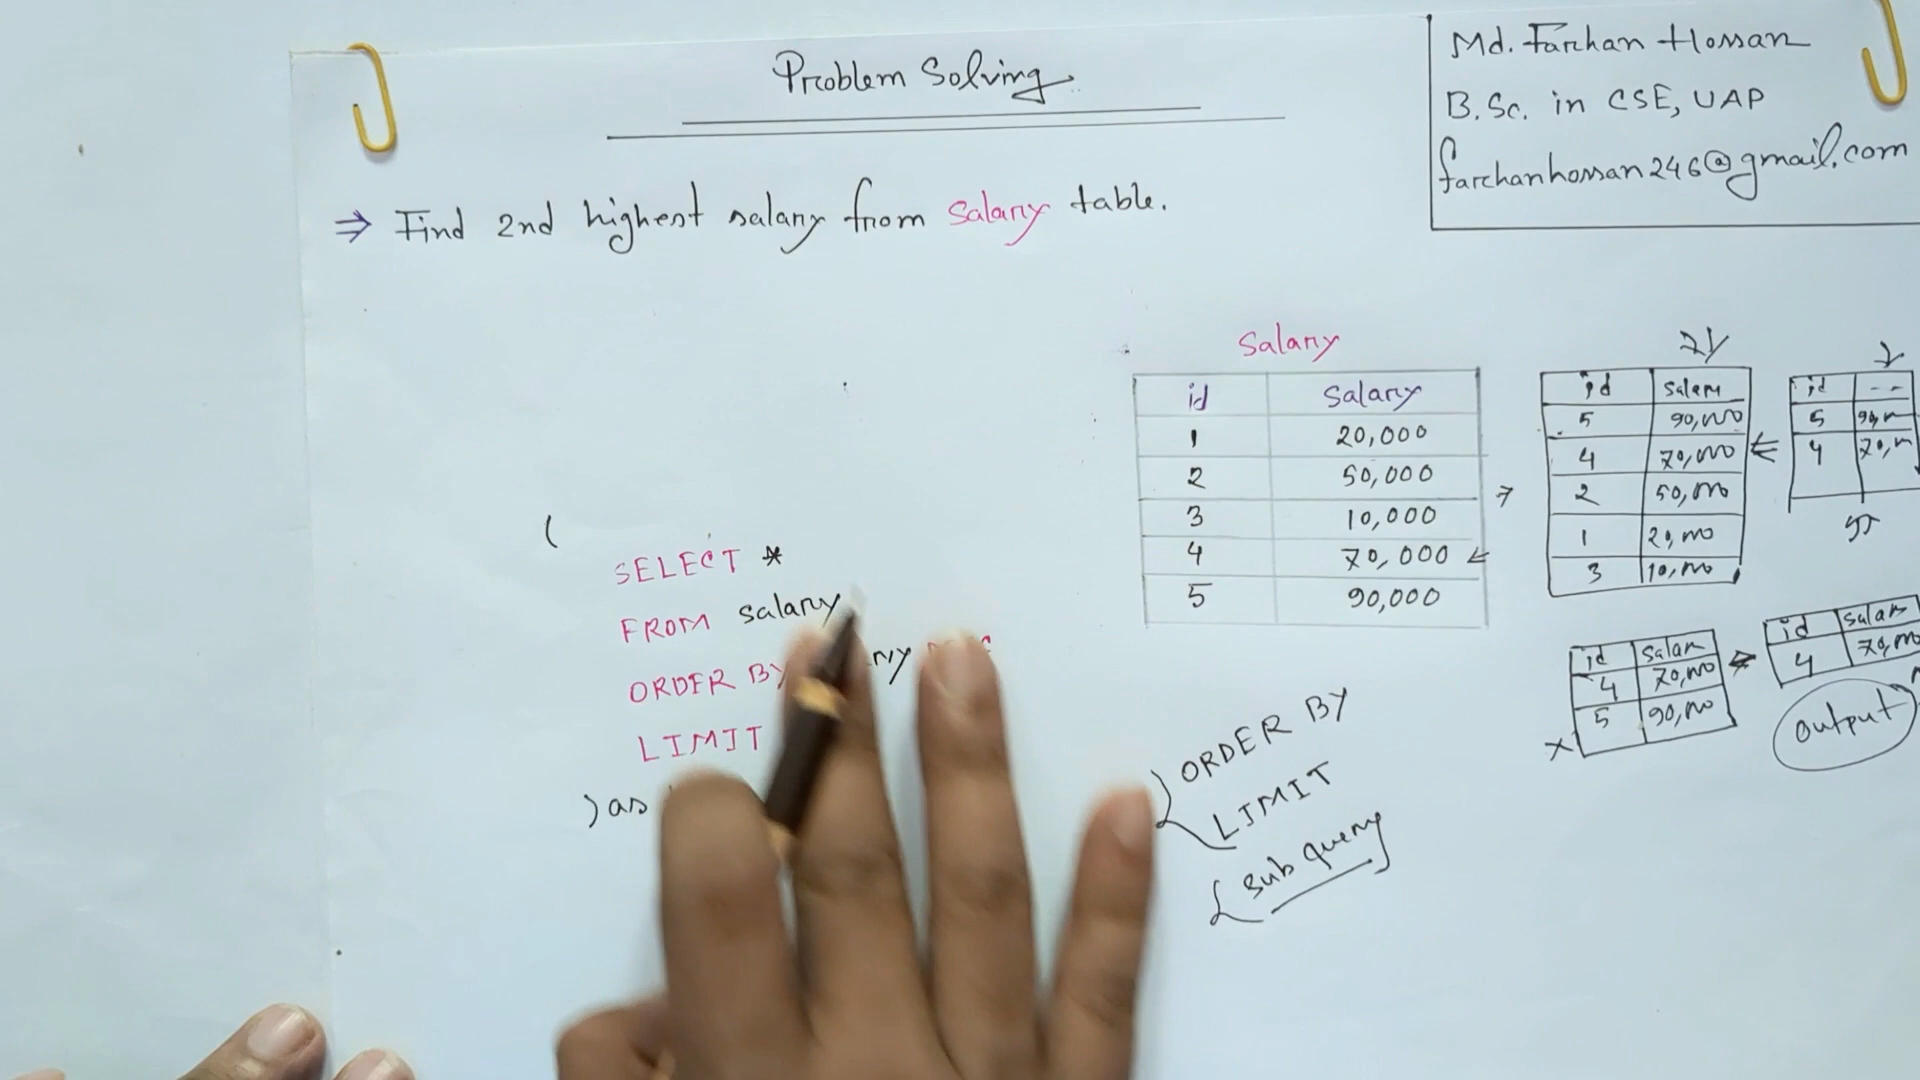 Problem Solving
Md. Farhan Hossan
B.Sc. in CSE, UAP
farhanhossan246@gmail.com
⇒ Find 2nd highest salary from Salary table.
Salary
id Salary
1 20,000
2 50,000
3 10,000
4 70,000
5 90,000
id Salary
5 90,000
4 70,000
2 50,000
1 20,000
3 10,000
id --
5
4
(
SELECT *
FROM salary
ORDER BY
LIMIT
) as
id Salary
4 70,000
5 90,000
id Salary
4 70,000
Output
ORDER BY
LIMIT
Sub query